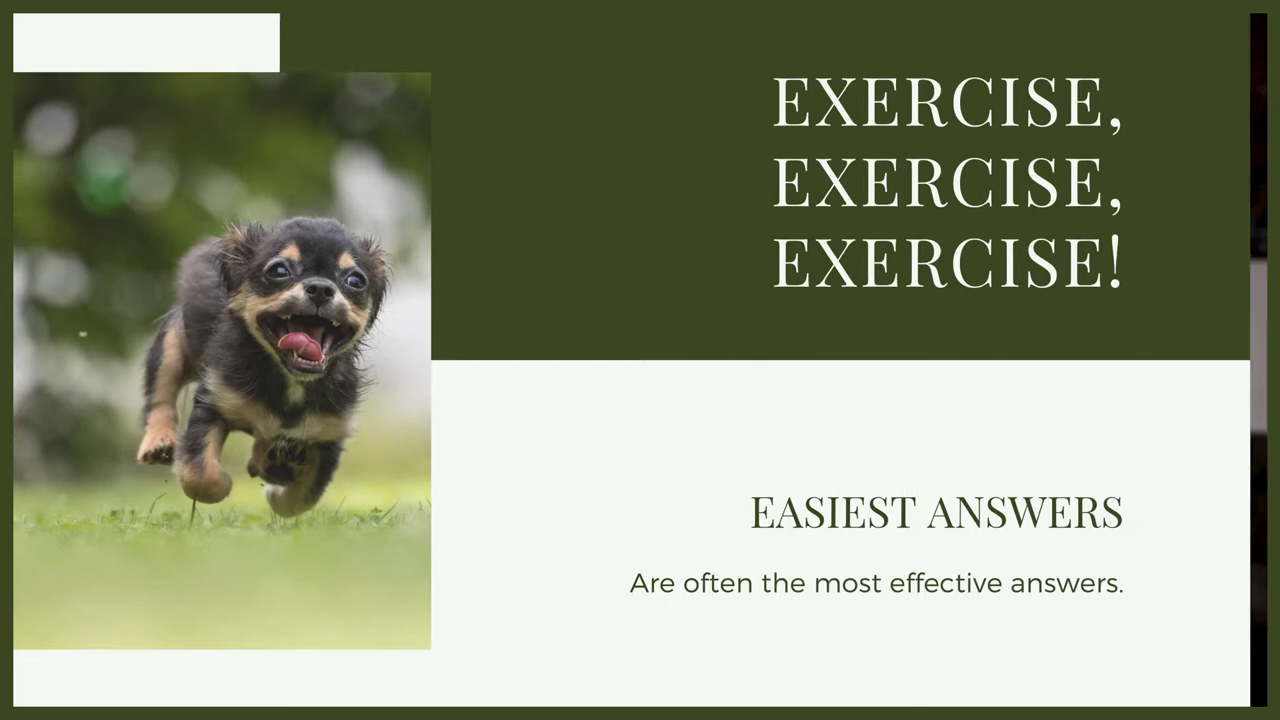 EXERCISE,
EXERCISE,
EXERCISE!
EASIEST ANSWERS
Are often the most effective answers.